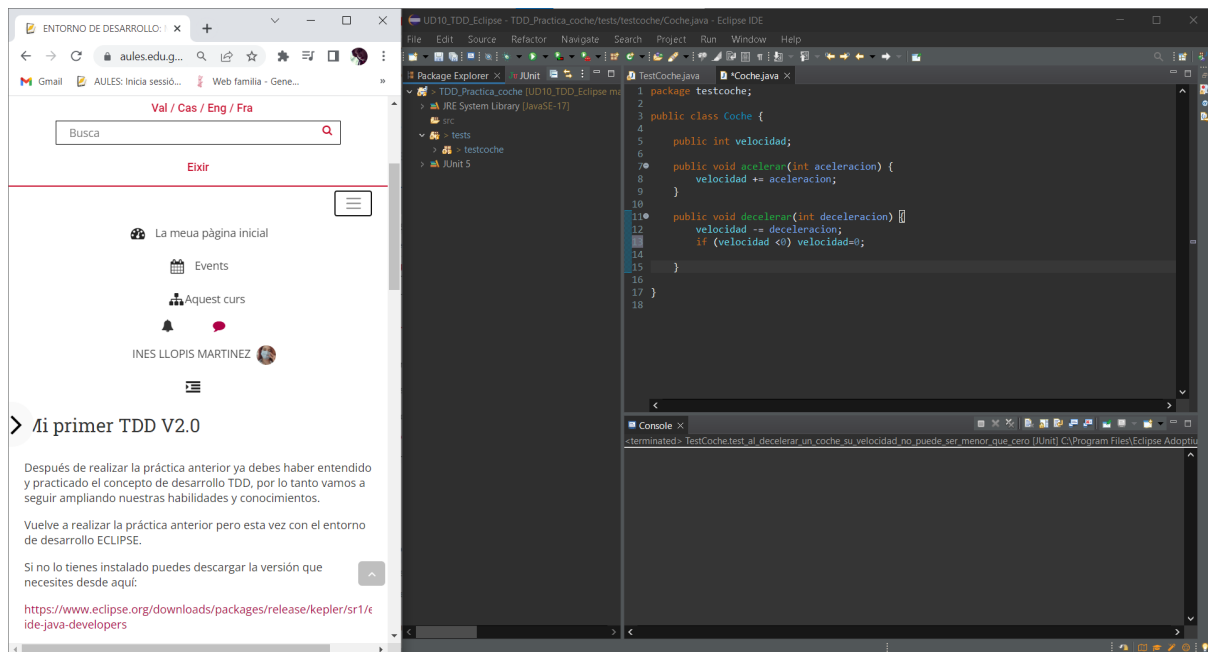 ENTORNO DE DESARROLLO:
aules.edu.g...
Gmail
AULES: Inicia sessió...
Web familia - Gene...
»
Val / Cas / Eng / Fra
Busca
Eixir
La meua pàgina inicial
Events
Aquest curs
INES LLOPIS MARTINEZ
Mi primer TDD V2.0
Después de realizar la práctica anterior ya debes haber entendido
y practicado el concepto de desarrollo TDD, por lo tanto vamos a
seguir ampliando nuestras habilidades y conocimientos.
Vuelve a realizar la práctica anterior pero esta vez con el entorno
de desarrollo ECLIPSE.
Si no lo tienes instalado puedes descargar la versión que
necesites desde aquí:
https://www.eclipse.org/downloads/packages/release/kepler/sr1/e
ide-java-developers
UD10_TDD_Eclipse - TDD_Practica_coche/tests/testcoche/Coche.java - Eclipse IDE
File Edit Source Refactor Navigate Search Project Run Window Help
Package Explorer
JUnit
> TDD_Practica_coche [UD10_TDD_Eclipse ma
JRE System Library [JavaSE-17]
src
> tests
> testcoche
JUnit 5
TestCoche.java
*Coche.java
1 package testcoche;
2
3 public class Coche {
4
5 public int velocidad;
6
7 public void acelerar(int aceleracion) {
8 velocidad += aceleracion;
9 }
10
11 public void decelerar(int deceleracion) {
12 velocidad -= deceleracion;
if (velocidad <0) velocidad=0;
14
15 }
16
17 }
18
Console
<terminated> TestCoche.test_al_decelerar_un_coche_su_velocidad_no_puede_ser_menor_que_cero [JUnit] C:\Program Files\Eclipse Adoptiu